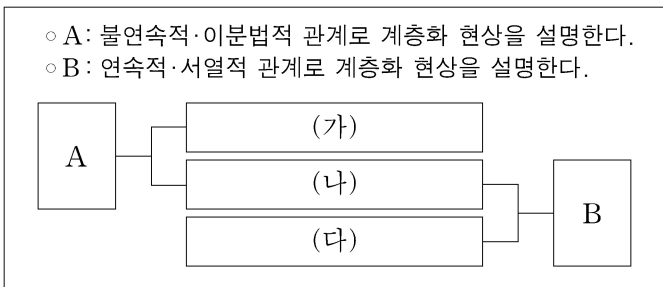 ○ A: 불연속적·이분법적 관계로 계층화 현상을 설명한다.
○ B: 연속적·서열적 관계로 계층화 현상을 설명한다.
(가)
A
(나)
B
(다)